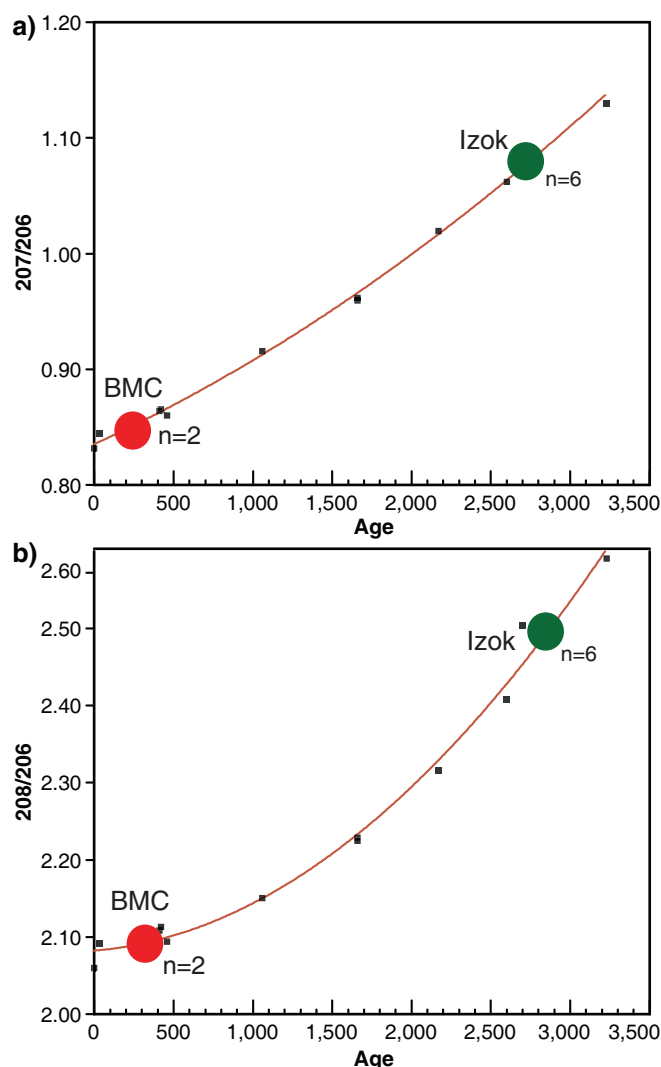 a)
1.20
1.10
1.00
0.90
0.80
207/206
Izok
n=6
BMC
n=2
0 500 1,000 1,500 2,000 2,500 3,000 3,500
Age
b)
2.60
2.50
2.40
2.30
2.20
2.10
2.00
208/206
Izok
n=6
BMC
n=2
0 500 1,000 1,500 2,000 2,500 3,000 3,500
Age